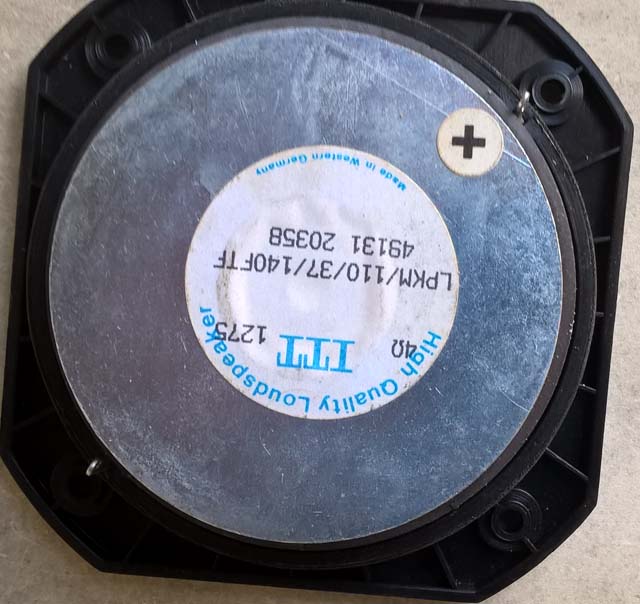 High Quality Loudspeaker
4Ω ITT 1275
LPKM/110/37/140FTF
49131 20358
Made in Western Germany
+